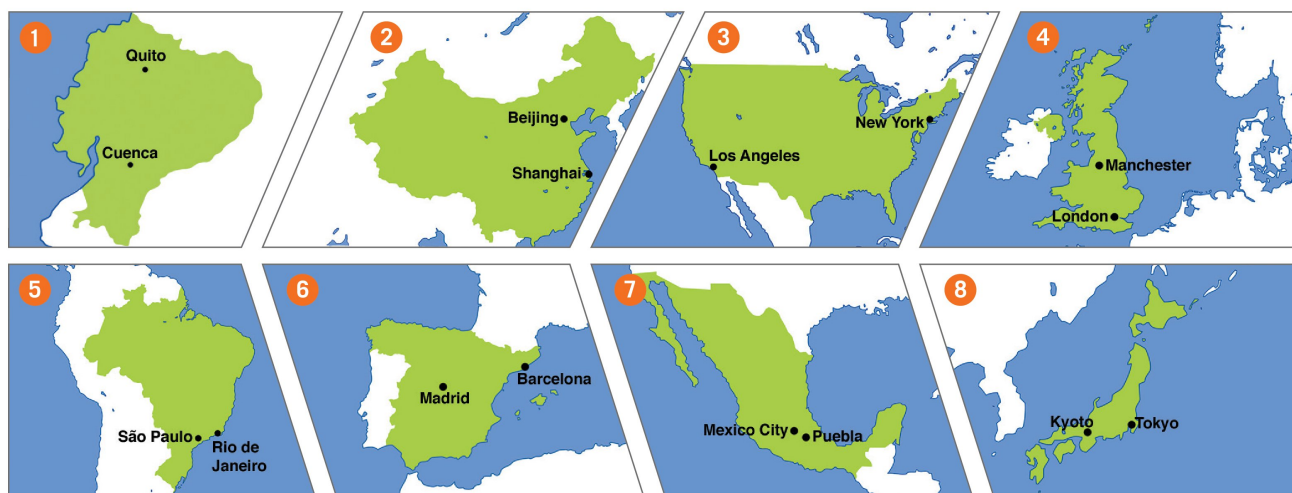 1
Quito
Cuenca
2
Beijing
Shanghai
3
New York
Los Angeles
4
Manchester
London
5
São Paulo
Rio de
Janeiro
6
Barcelona
Madrid
7
Mexico City
Puebla
8
Kyoto
Tokyo